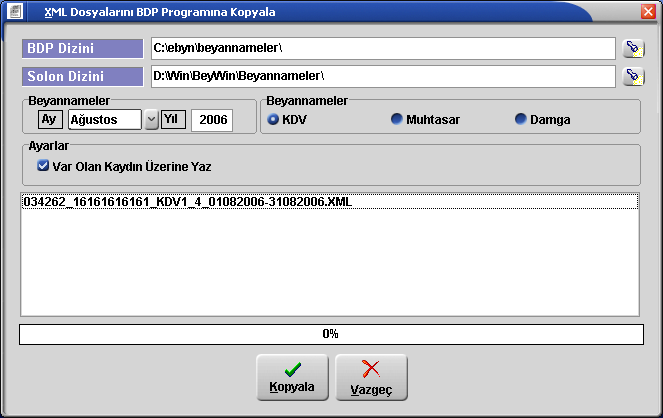 XML Dosyalarını BDP Programına Kopyala
BDP Dizini C:\ebyn\beyannameler\
Solon Dizini D:\Win\BeyWin\Beyannameler\
Beyannameler Beyannameler
Ay Ağustos Yıl 2006 KDV Muhtasar Damga
Ayarlar
Var Olan Kaydın Üzerine Yaz
034262_16161616161_KDV1_4_01082006-31082006.XML
0%
Kopyala Vazgeç